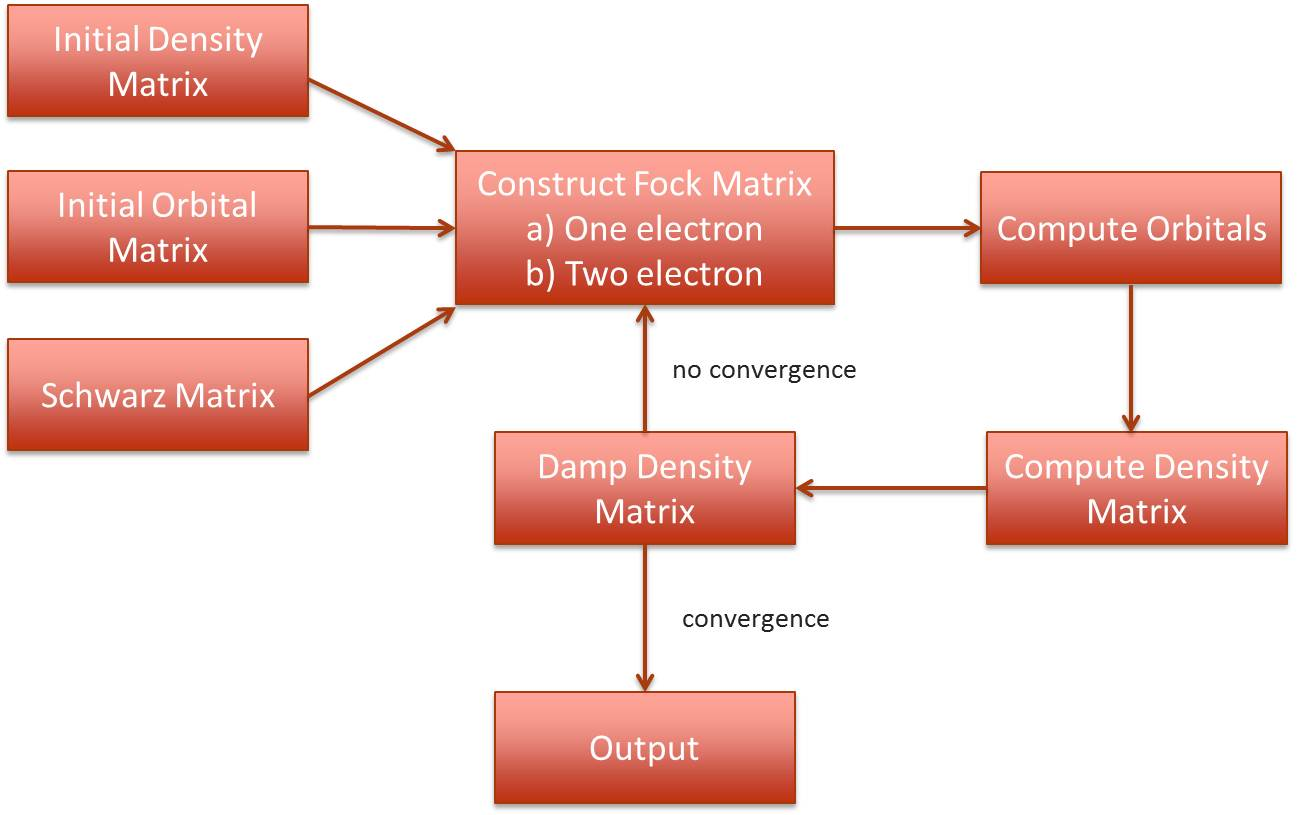 Initial Density
Matrix
Initial Orbital
Matrix
Schwarz Matrix
Construct Fock Matrix
a) One electron
b) Two electron
Compute Orbitals
no convergence
Damp Density
Matrix
Compute Density
Matrix
convergence
Output